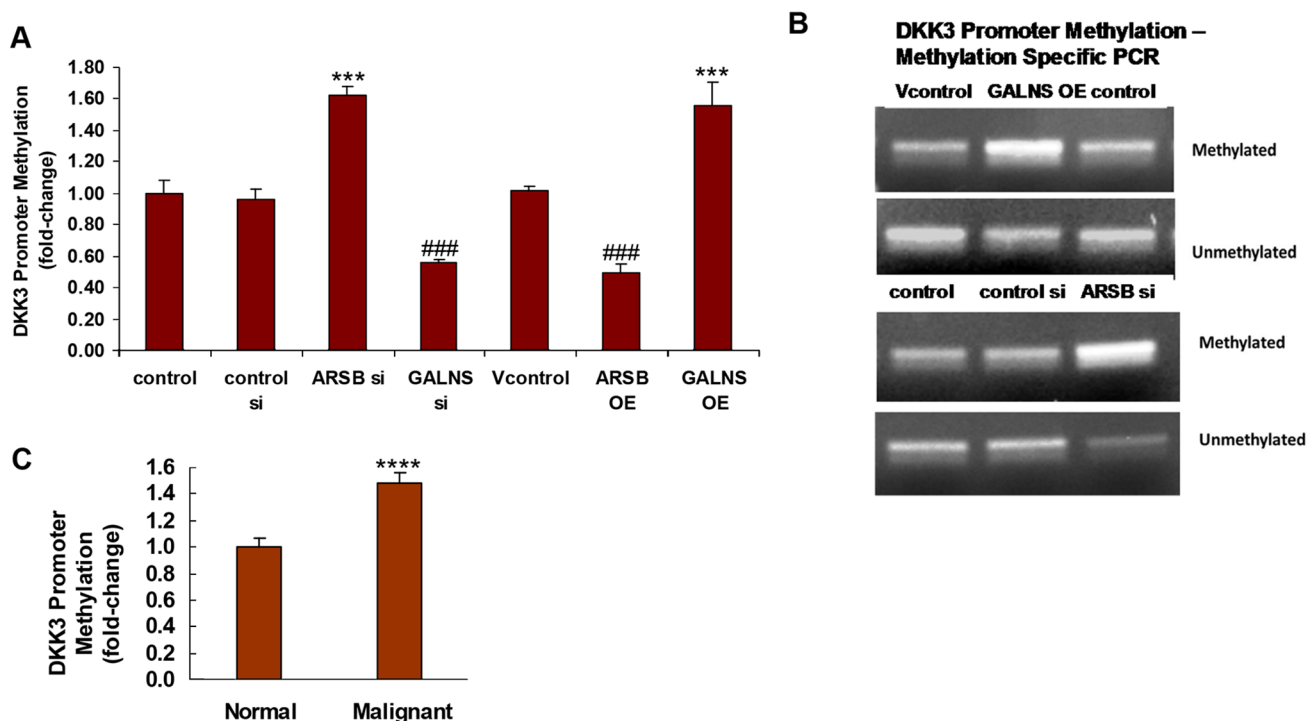 A
DKK3 Promoter Methylation
(fold-change)
1.80
1.60
1.40
1.20
1.00
0.80
0.60
0.40
0.20
0.00
***
###
###
***
control
control
si
ARSB si
GALNS
si
Vcontrol
ARSB
OE
GALNS
OE
B
DKK3 Promoter Methylation –
Methylation Specific PCR
Vcontrol GALNS OE control
Methylated
Unmethylated
control control si ARSB si
Methylated
Unmethylated
C
DKK3 Promoter
Methylation
(fold-change)
1.6
1.4
1.2
1.0
0.8
0.6
0.4
0.2
0.0
****
Normal Malignant